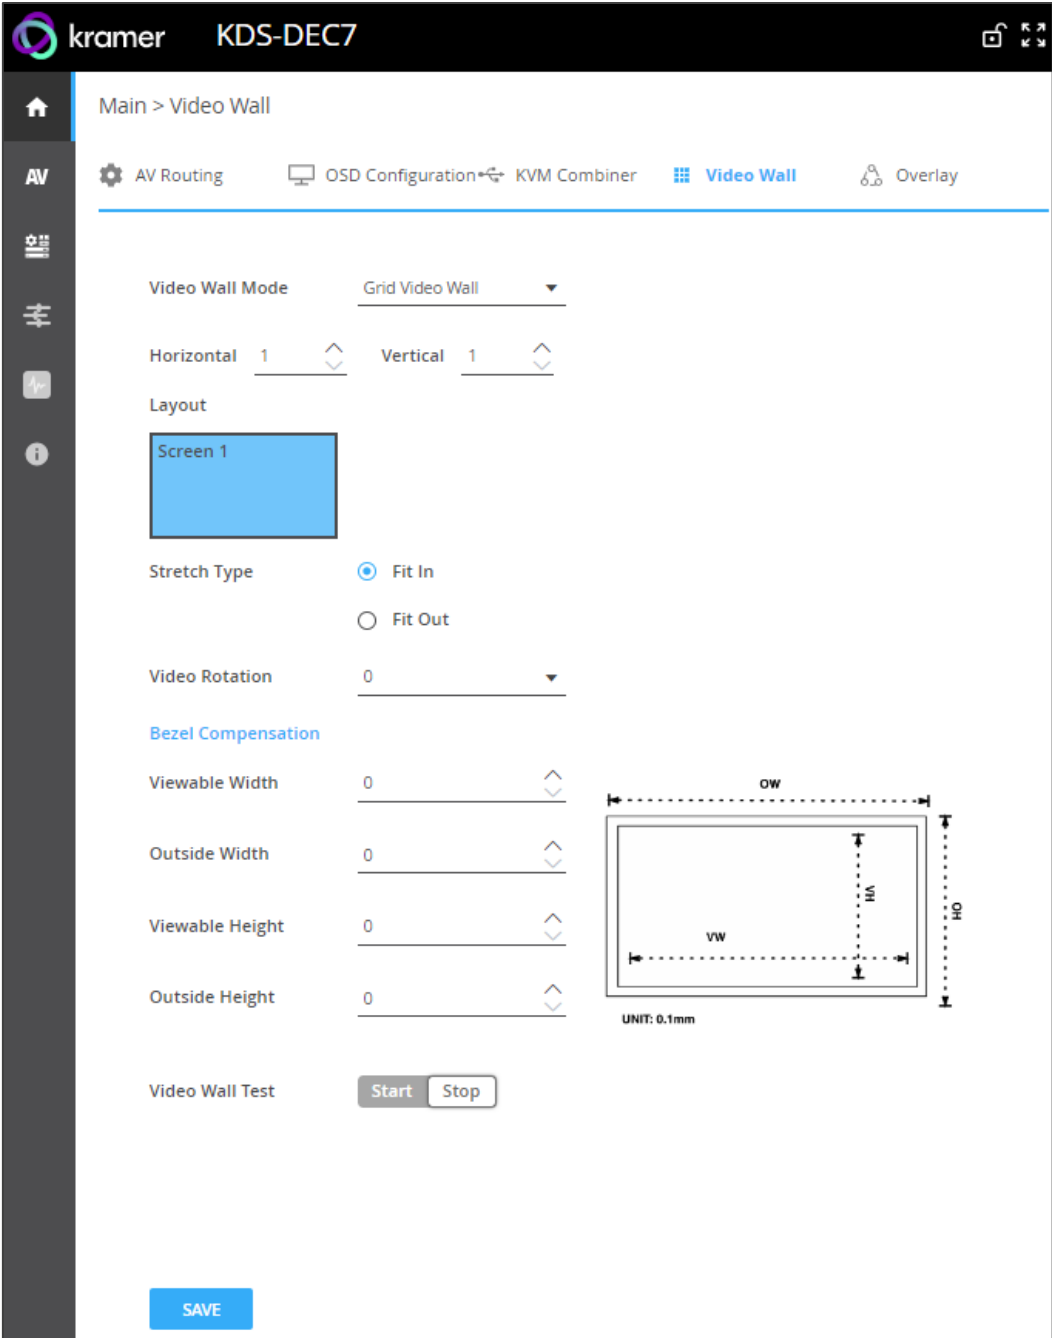 kramer KDS-DEC7
Main > Video Wall
AV
AV Routing OSD Configuration KVM Combiner Video Wall Overlay
Video Wall Mode Grid Video Wall
Horizontal 1 Vertical 1
Layout
Screen 1
Stretch Type Fit In
Fit Out
Video Rotation 0
Bezel Compensation
Viewable Width 0
OW
Outside Width 0
VH
OH
Viewable Height 0
VW
Outside Height 0
UNIT: 0.1mm
Video Wall Test Start Stop
SAVE